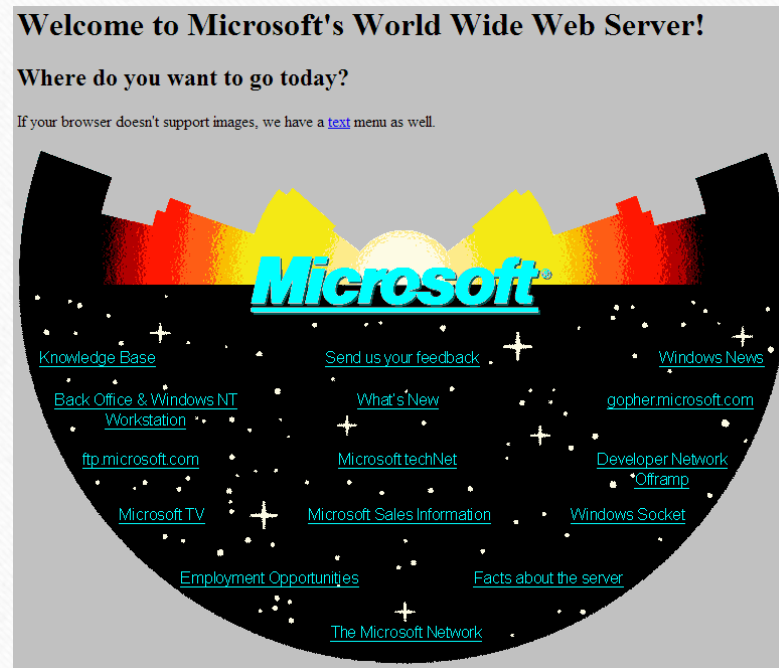 Welcome to Microsoft's World Wide Web Server!
Where do you want to go today?
If your browser doesn't support images, we have a text menu as well.
Microsoft®
Knowledge Base
Send us your feedback
Windows News
Back Office & Windows NT
Workstation
What's New
gopher.microsoft.com
ftp.microsoft.com
Microsoft techNet
Developer Network
Offramp
Microsoft TV
Microsoft Sales Information
Windows Socket
Employment Opportunities
Facts about the server
The Microsoft Network